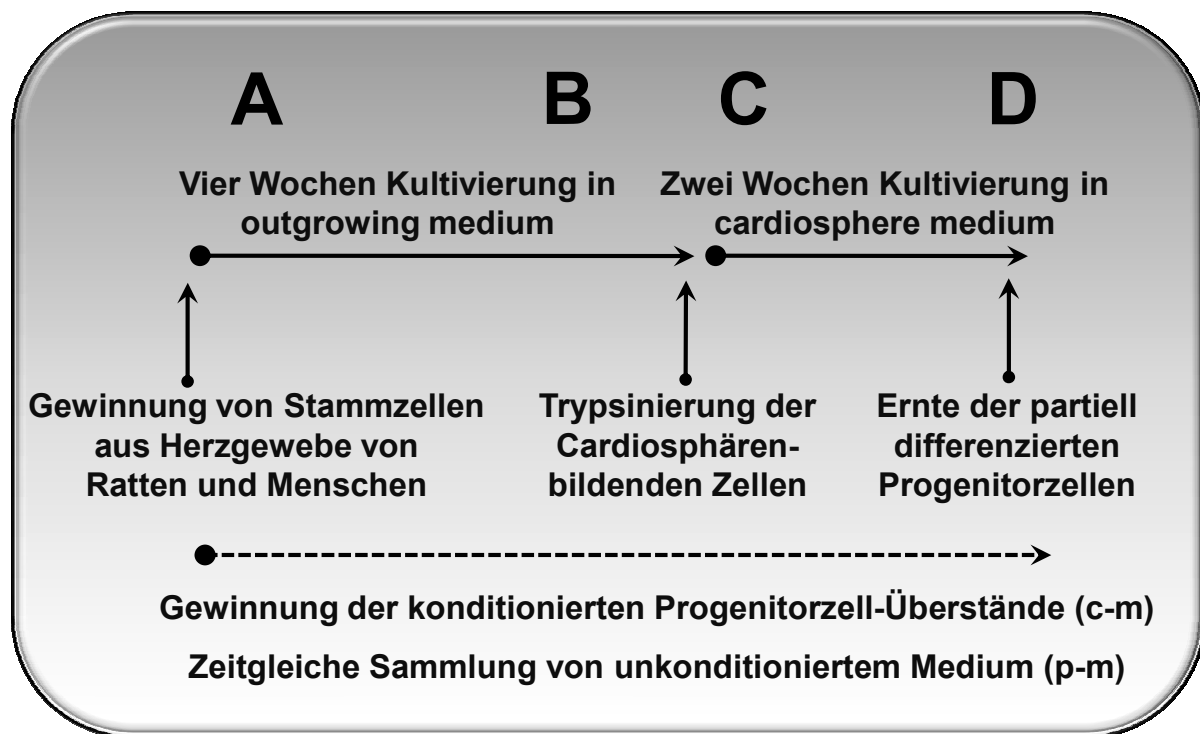 A B C D
Vier Wochen Kultivierung in
outgrowing medium
Zwei Wochen Kultivierung in
cardiosphere medium
Gewinnung von Stammzellen
aus Herzgewebe von
Ratten und Menschen
Trypsinierung der
Cardiosphären-
bildenden Zellen
Ernte der partiell
differenzierten
Progenitorzellen
Gewinnung der konditionierten Progenitorzell-Überstände (c-m)
Zeitgleiche Sammlung von unkonditioniertem Medium (p-m)